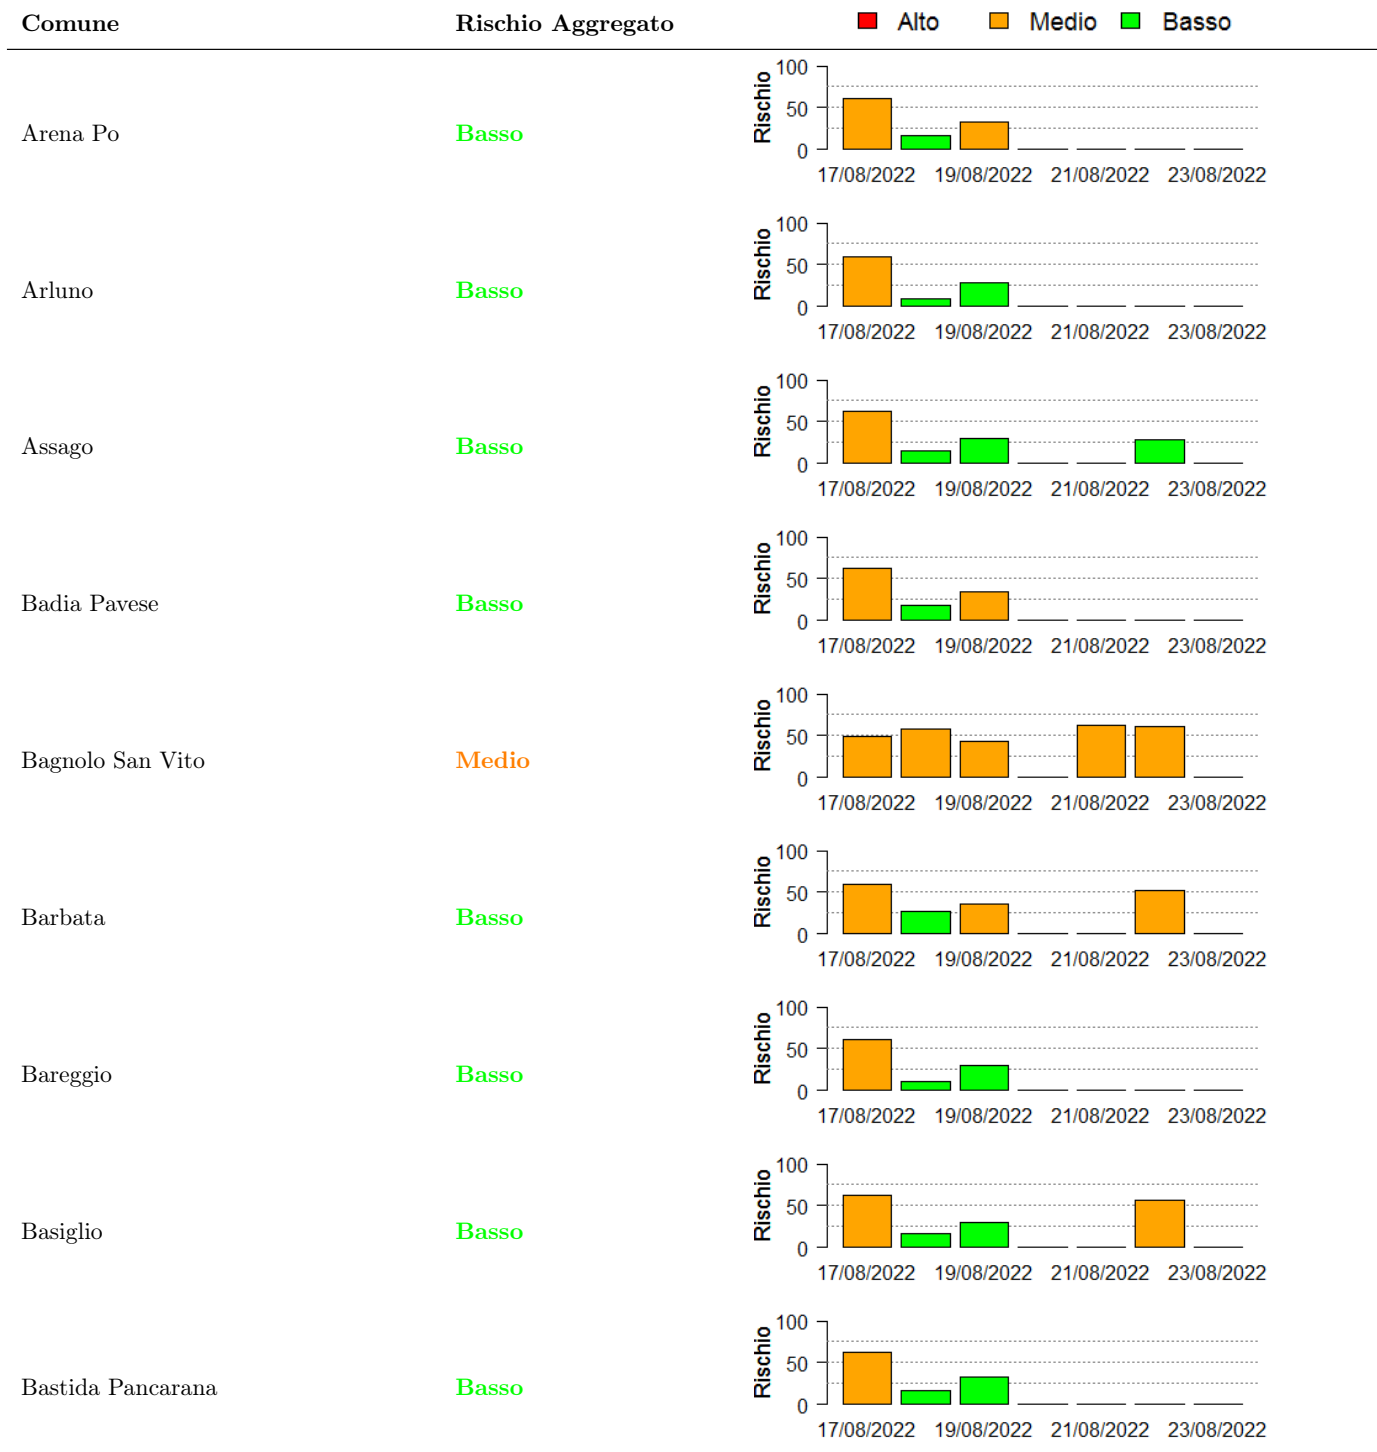 Comune Rischio Aggregato Alto Medio Basso
100
50
0
Rischio
Arena Po Basso
17/08/2022 19/08/2022 21/08/2022 23/08/2022
100
50
0
Rischio
Arluno Basso
17/08/2022 19/08/2022 21/08/2022 23/08/2022
100
50
0
Rischio
Assago Basso
17/08/2022 19/08/2022 21/08/2022 23/08/2022
100
50
0
Rischio
Badia Pavese Basso
17/08/2022 19/08/2022 21/08/2022 23/08/2022
100
50
0
Rischio
Bagnolo San Vito Medio
17/08/2022 19/08/2022 21/08/2022 23/08/2022
100
50
0
Rischio
Barbata Basso
17/08/2022 19/08/2022 21/08/2022 23/08/2022
100
50
0
Rischio
Bareggio Basso
17/08/2022 19/08/2022 21/08/2022 23/08/2022
100
50
0
Rischio
Basiglio Basso
17/08/2022 19/08/2022 21/08/2022 23/08/2022
100
50
0
Rischio
Bastida Pancarana Basso
17/08/2022 19/08/2022 21/08/2022 23/08/2022